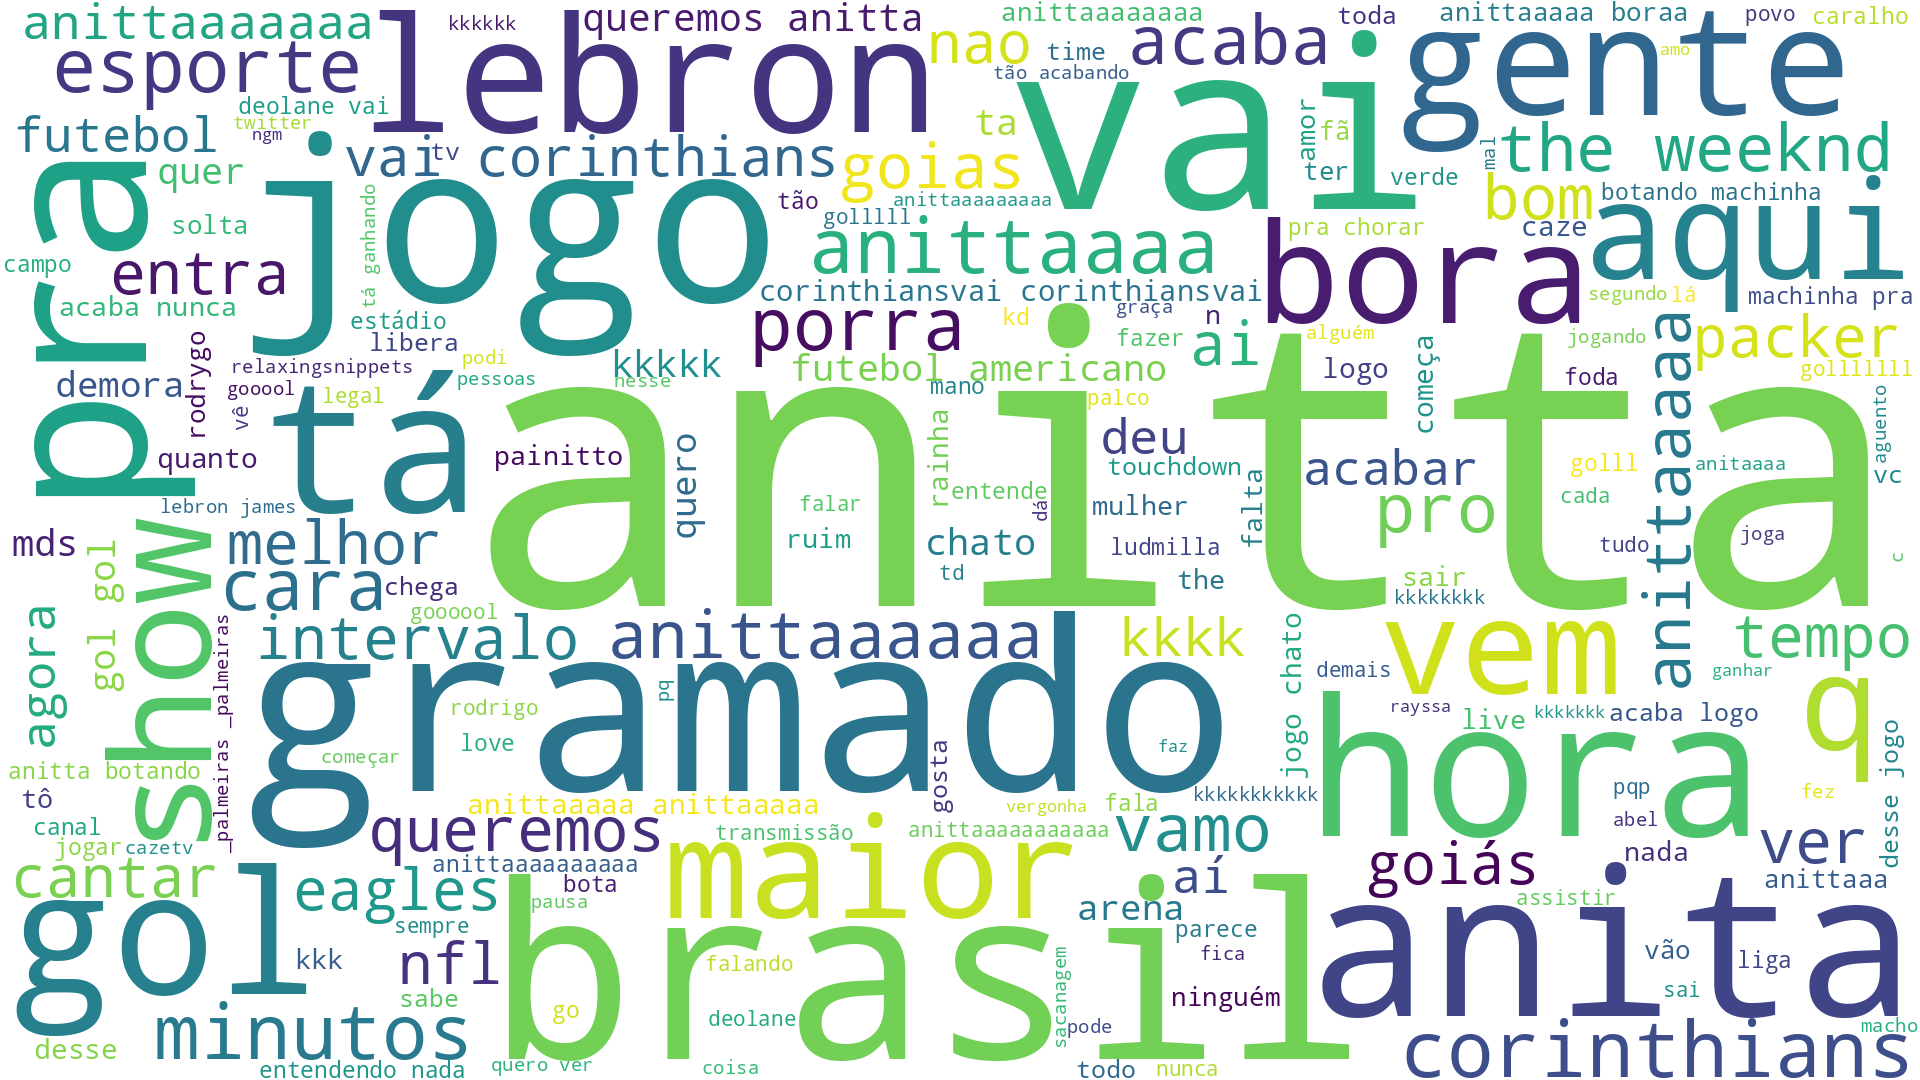 anittaaaaaaa
lebron
kkkkkk
queremos anitta
nao
anittaaaaaaaa
time
tão acabando
acaba
toda
gente
anittaaaaa boraa
povo
caralho
amo
esporte
deolane vai
twitter
ngm
futebol
vai
tv
corinthians
goias
ta
vai
amor
fã
ter
verde
mal
the weeknd
bom
botando machinha
pra
quer
solta
jogo
tá ganhando
tão
anittaaaaaaaaa
golllll
anittaaaa
pra chorar
caze
aqui
campo
entra
acaba nunca
estádio
libera
corinthiansvai corinthiansvai
bora
segundo
lá
machinha pra
porra
kd
graça
n
fazer
ai
alguém
jogando
packer
demora
rodrygo
relaxingsnippets
gooool
vê
legal
podi
pessoas
kkkkk
hesse
futebol americano
mano
palco
logo
começa
foda
anittaaaaaa
golllllll
aguento
quanto
tá
painitto
quero
anitta
rainha
deu
touchdown
acabar
golll
anitaaaa
vc
lebron james
falar
entende
dá
mulher
falta
pro
cada
mds
show
melhor
ruim
chato
ludmilla
tudo
joga
c
cara
chega
td
the
sair
kkkkkkkk
gol gol
goooool
agora
_palmeiras _palmeiras
intervalo
anittaaaaaa
kkkk
jogo chato
demais
vem
ganhar
tempo
gramado
pq
rodrigo
love
começar
faz
gosta
rayssa
live
kkkkkkk
acaba logo
q
desse jogo
anitta botando
tô
canal
jogar
cazetv
anittaaaaa anittaaaaa
vergonha
fala
kkkkkkkkkkk
hora
pqp
fez
abel
queremos
transmissão
anittaaaaaaaaaaa
vamo
nada
ver
cantar
anittaaaaaaaaaa
maior
goiás
anittaaa
gol
eagles
bota
pausa
aí
arena
assistir
sempre
parece
kkk
nfl
brasil
falando
fica
anita
vão
liga
sabe
go
sacanagem
ninguém
sai
minutos
deolane
pode
corinthians
macho
desse
entendendo nada
quero ver
coisa
todo
nunca